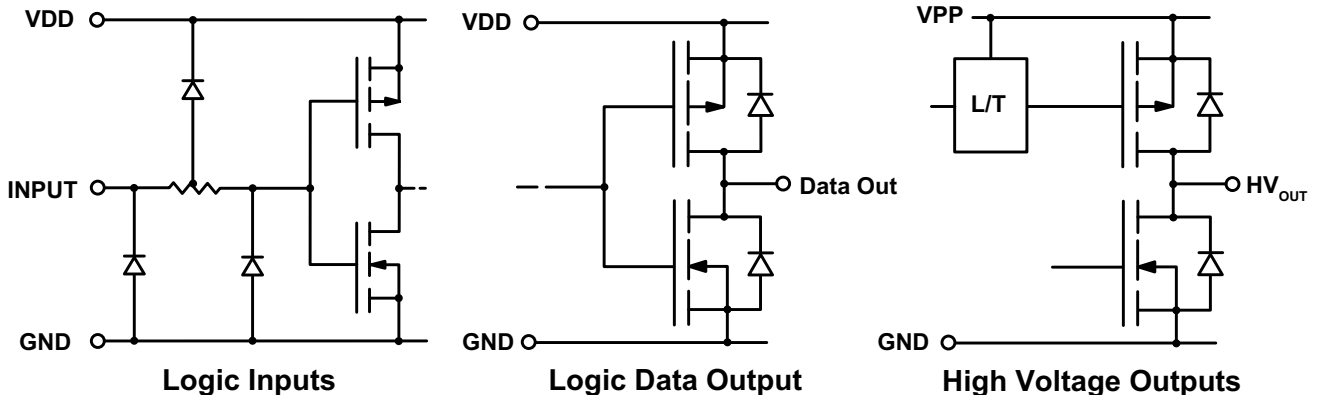 VDD
INPUT
GND
Logic Inputs
VDD
Data Out
GND
Logic Data Output
VPP
L/T
HVOUT
GND
High Voltage Outputs